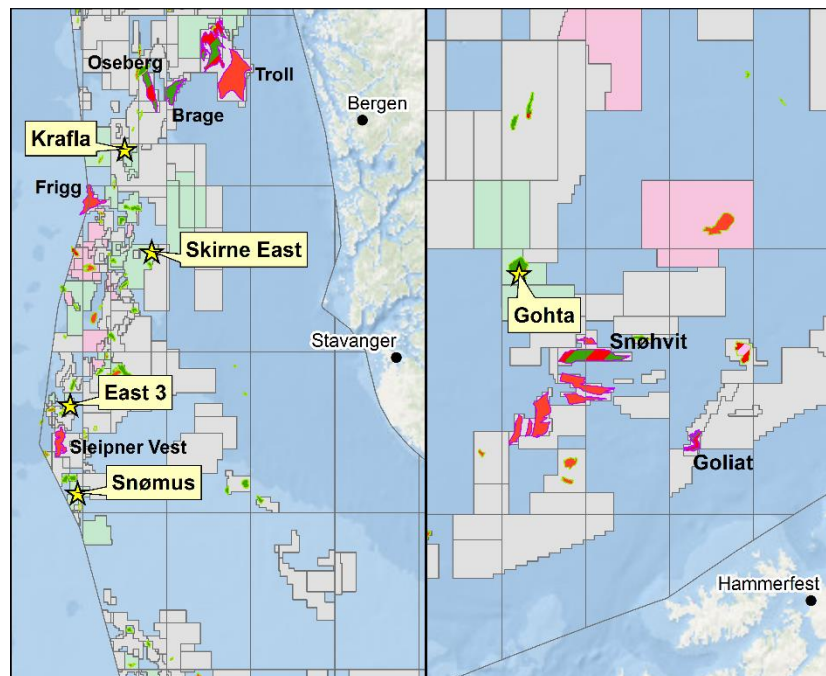 Oseberg
Troll
Brage
Bergen
Krafla
Frigg
Skirne East
Stavanger
East 3
Sleipner Vest
Snømus
Gohta
Snøhvit
Goliat
Hammerfest